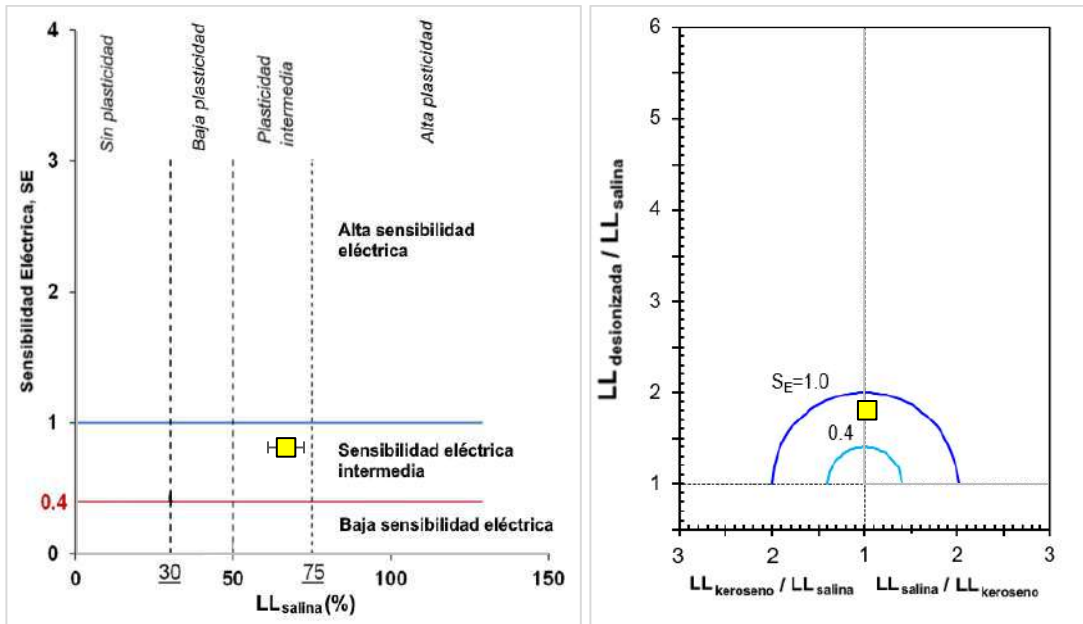 4
3
2
1
0.4
0
Sensibilidad Eléctrica, SE
Sin plasticidad
Baja plasticidad
Plasticidad
intermedia
Alta plasticidad
Alta sensibilidad
eléctrica
Sensibilidad eléctrica
intermedia
Baja sensibilidad eléctrica
0
30
50
75
100
150
LLsalina(%)
6
5
4
3
2
1
LLdesionizada / LLsalina
SE=1.0
0.4
3
2
1
2
3
LLkeroseno / LLsalina
LLsalina / LLkeroseno